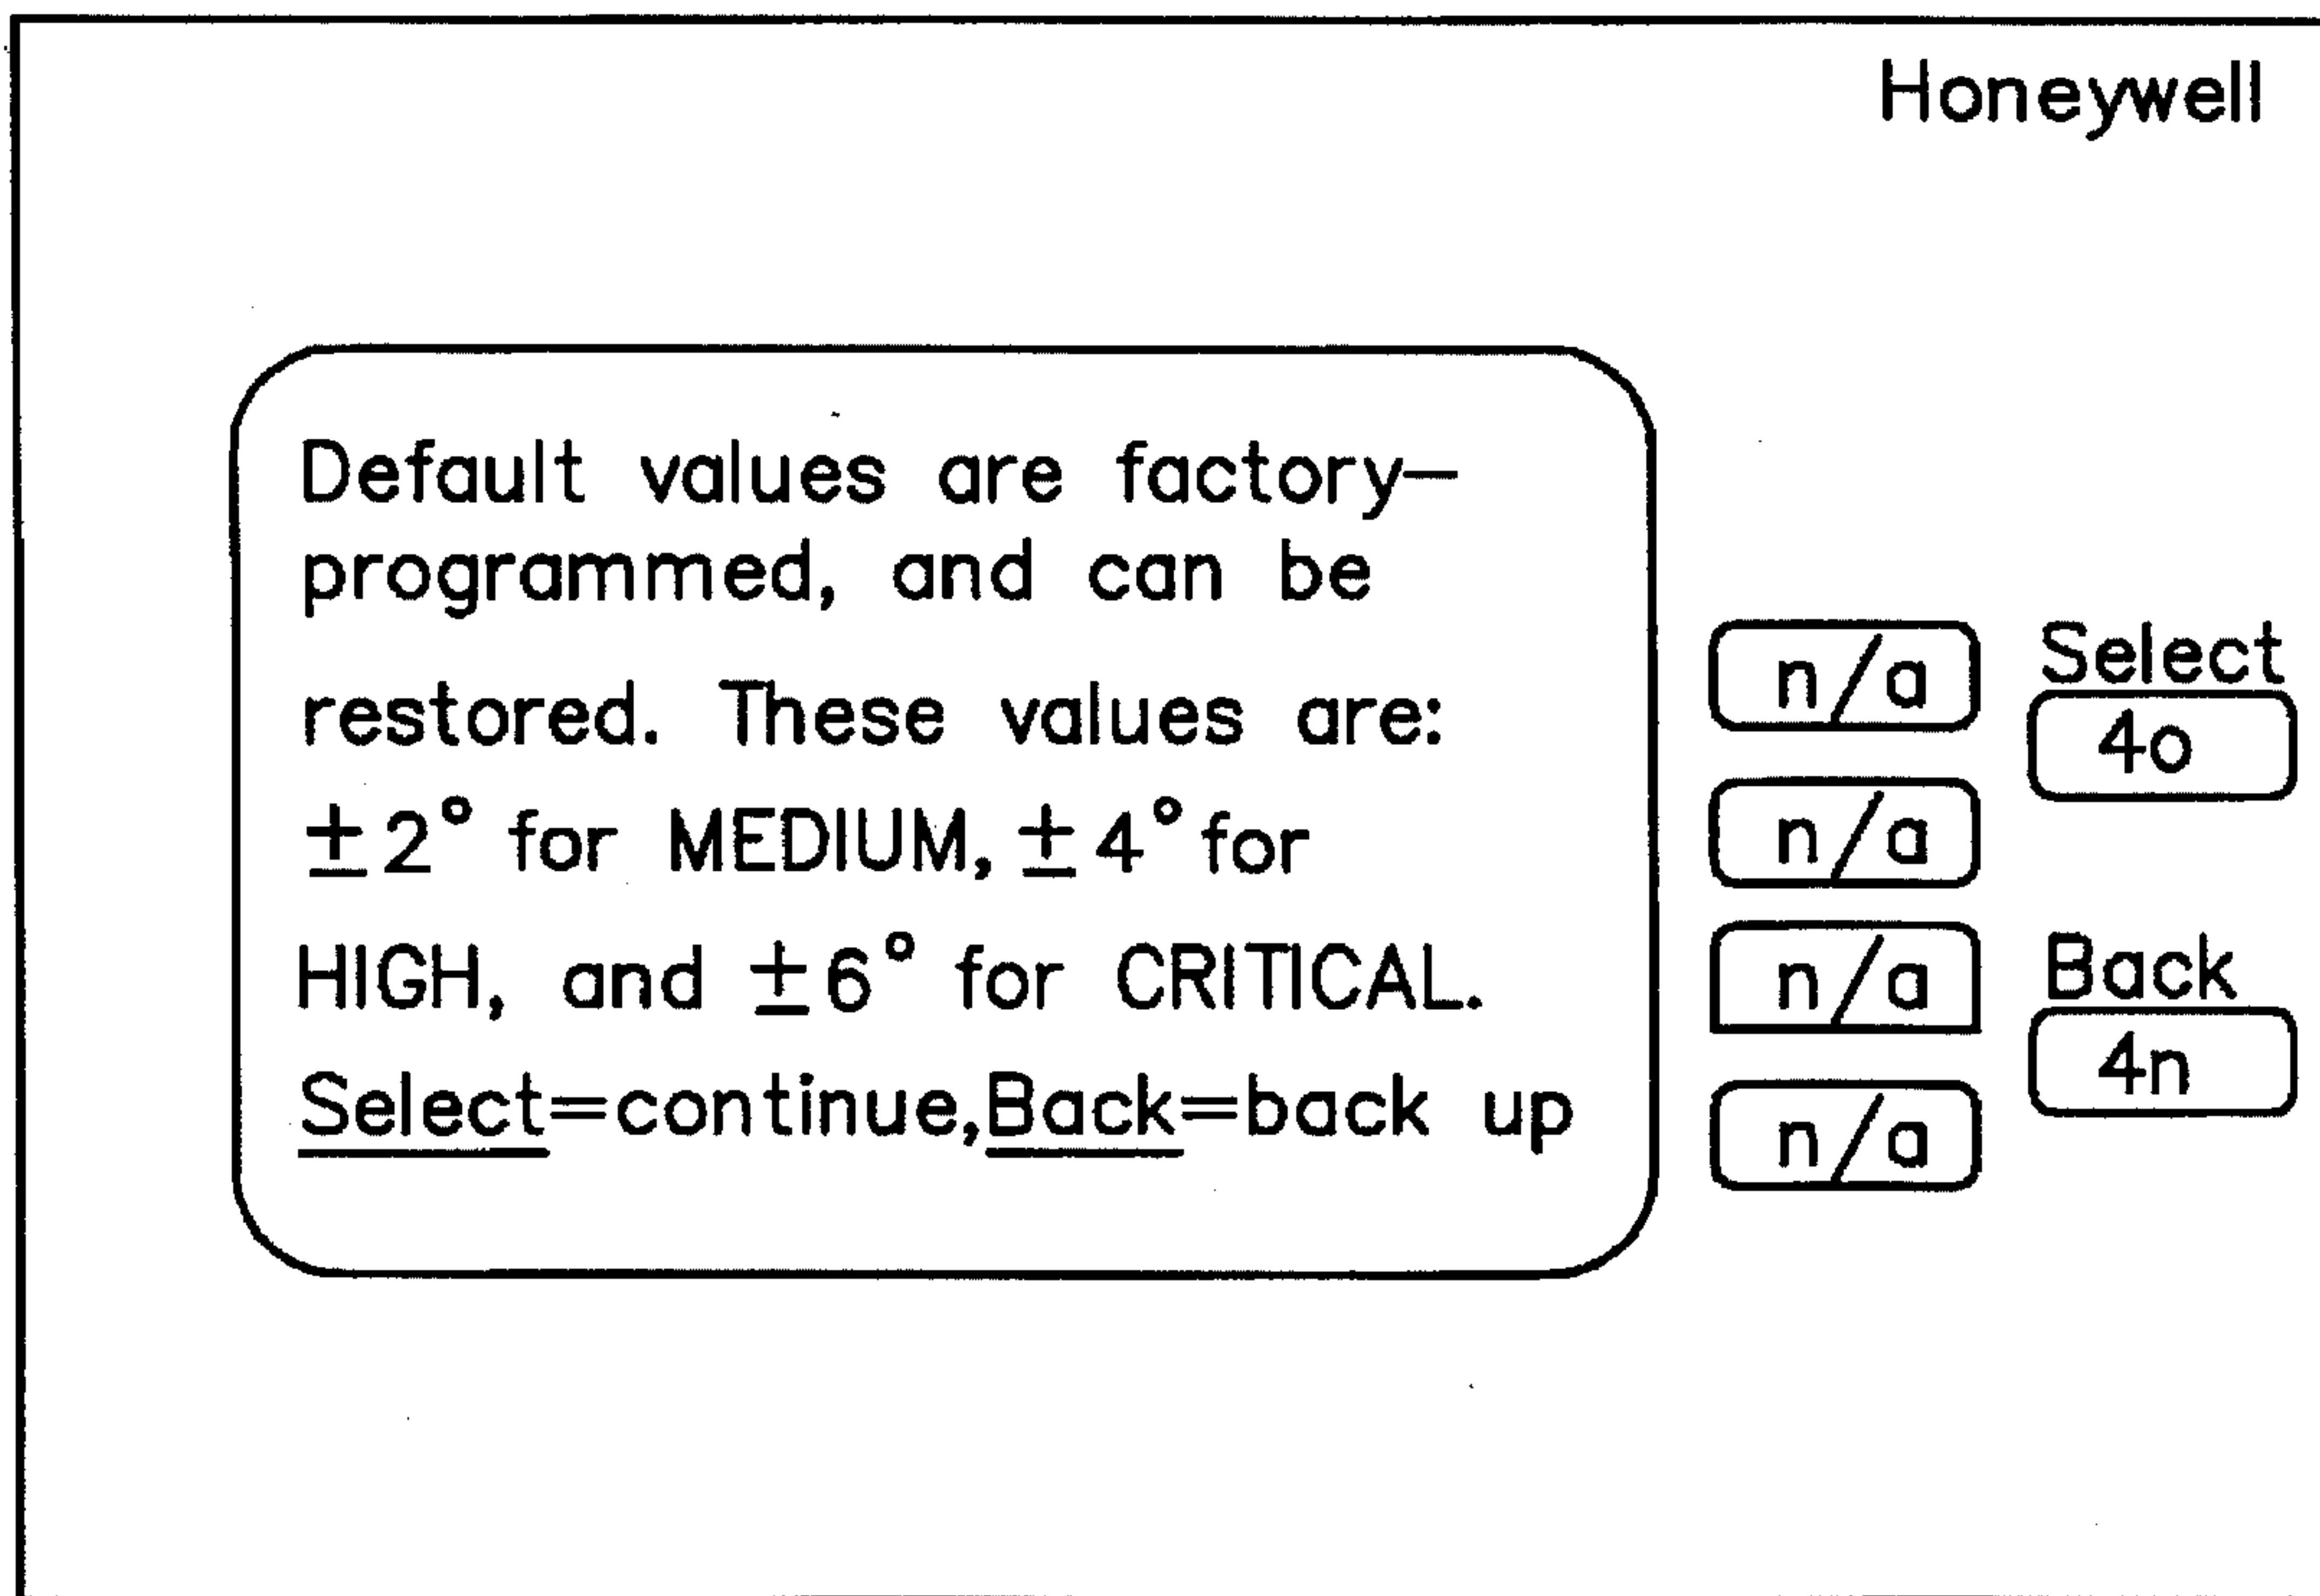 Honeywell
Default values are factory—
programmed, and can be
restored. These values are:
±2° for MEDIUM, ±4° for
HIGH, and ±6° for CRITICAL.
Select=continue,Back=back up
n/a
Select
4o
n/a
n/a
Back
4n
n/a